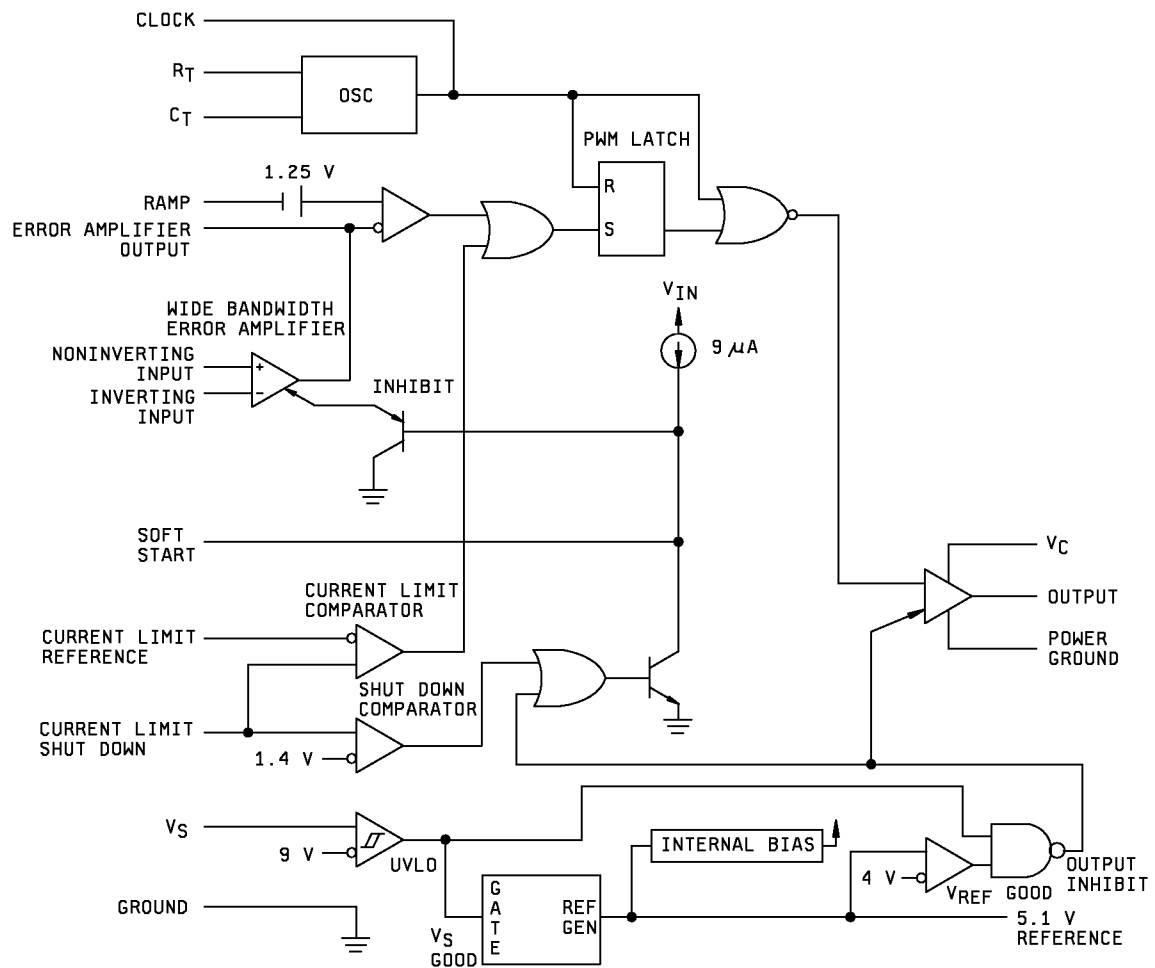 CLOCK
RT
OSC
CT
PWM LATCH
1.25 V
R
RAMP
S
ERROR AMPLIFIER
OUTPUT
VIN
WIDE BANDWIDTH
ERROR AMPLIFIER
9 µA
NONINVERTING
INPUT
+
INHIBIT
INVERTING
INPUT
−
SOFT
START
VC
CURRENT LIMIT
COMPARATOR
OUTPUT
CURRENT LIMIT
REFERENCE
POWER
GROUND
SHUT DOWN
COMPARATOR
CURRENT LIMIT
SHUT DOWN
1.4 V
VS
9 V
UVLO
INTERNAL BIAS
OUTPUT
INHIBIT
4 V
VREF GOOD
GROUND
GATE
REF
GEN
5.1 V
REFERENCE
VS
GOOD